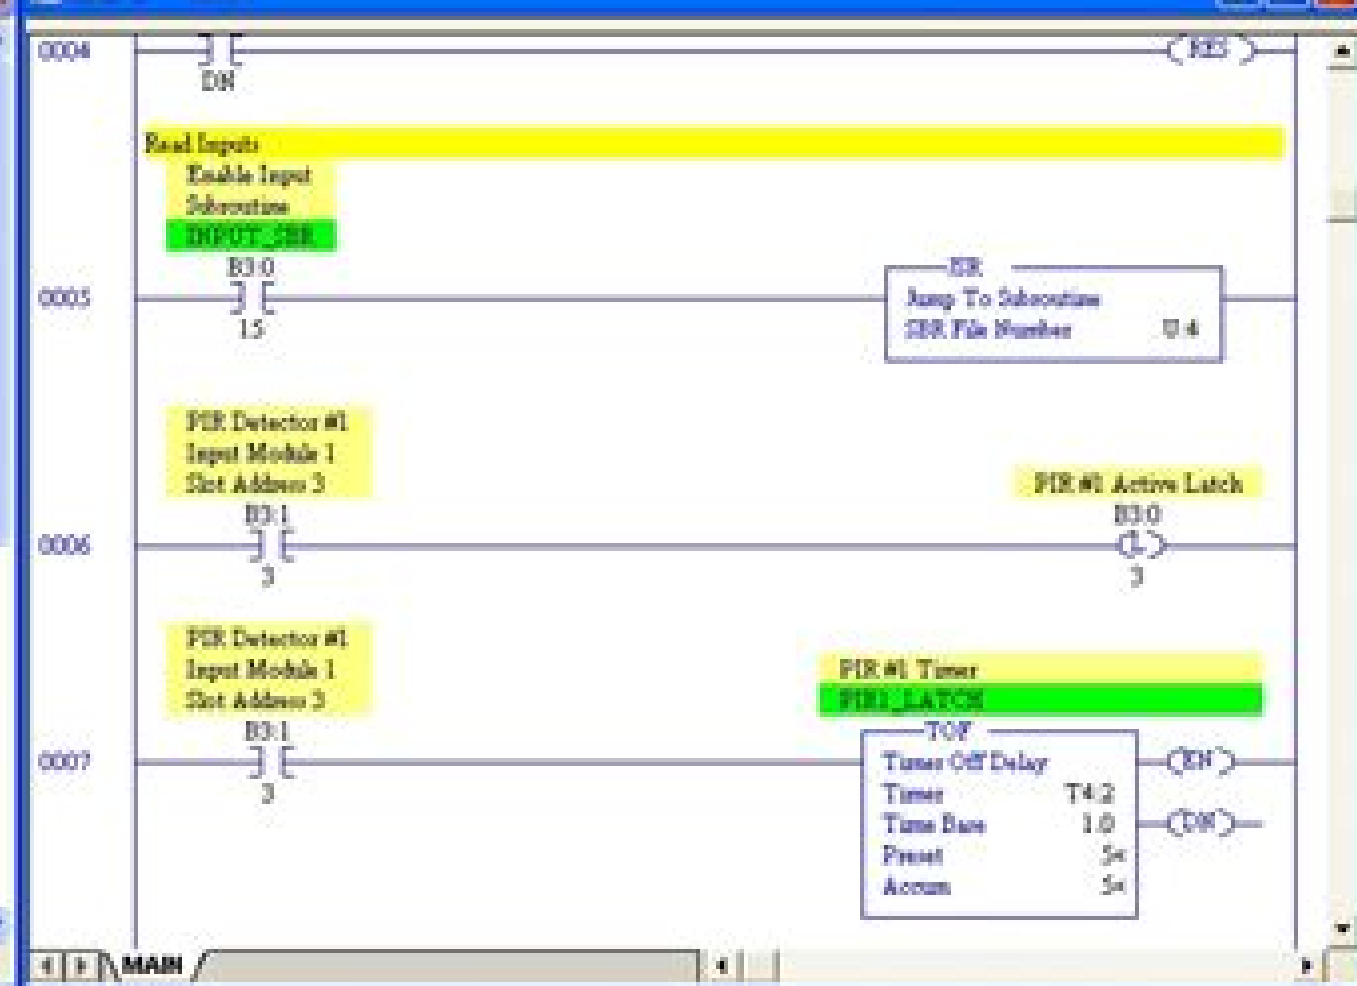 0004
DN
(RES)
Read Inputs
Enable Input
Subroutine
INPUT_SBR
B3:0
0005
15
JSR
Jump To Subroutine
SBR File Number U:4
PIR Detector #1
Input Module 1
Slot Address 3
B3:1
0006
3
PIR #1 Active Latch
B3:0
(L)
3
PIR Detector #1
Input Module 1
Slot Address 3
B3:1
0007
3
PIR #1 Timer
PIR1_LATCH
TOF
Timer Off Delay
Timer T4:2
Time Base 1.0
Preset 5<
Accum 5<
(EN)
(DN)
MAIN